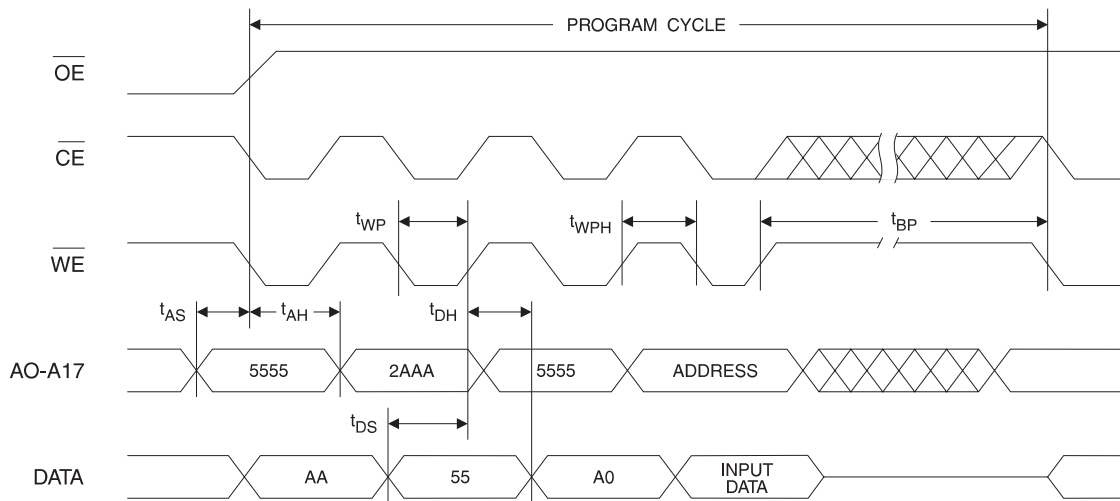 PROGRAM CYCLE
OE
CE
tWP
tWPH
tBP
WE
tAS
tAH
tDH
AO-A17
5555
2AAA
5555
ADDRESS
tDS
DATA
AA
55
A0
INPUT
DATA